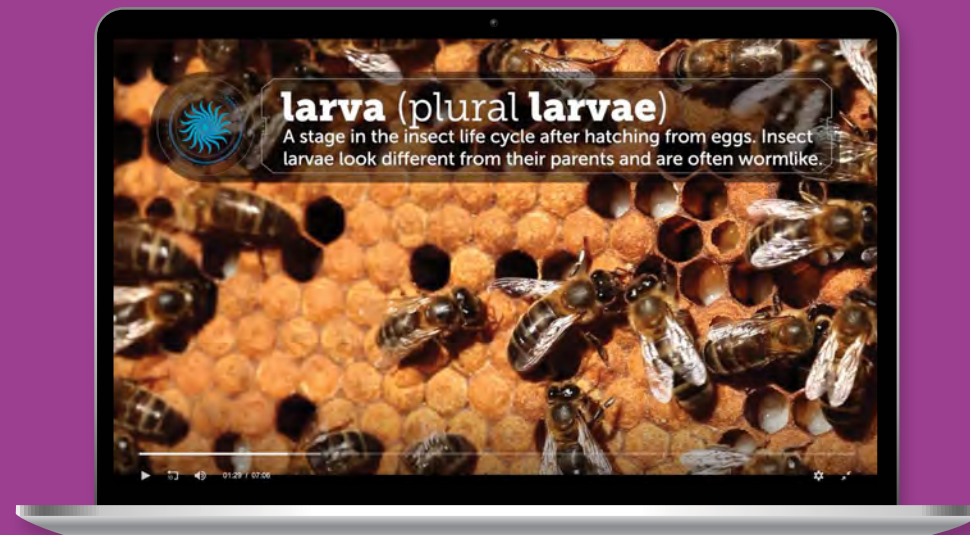 larva (plural larvae)
A stage in the insect life cycle after hatching from eggs. Insect
larvae look different from their parents and are often wormlike.
01:29 / 07:06